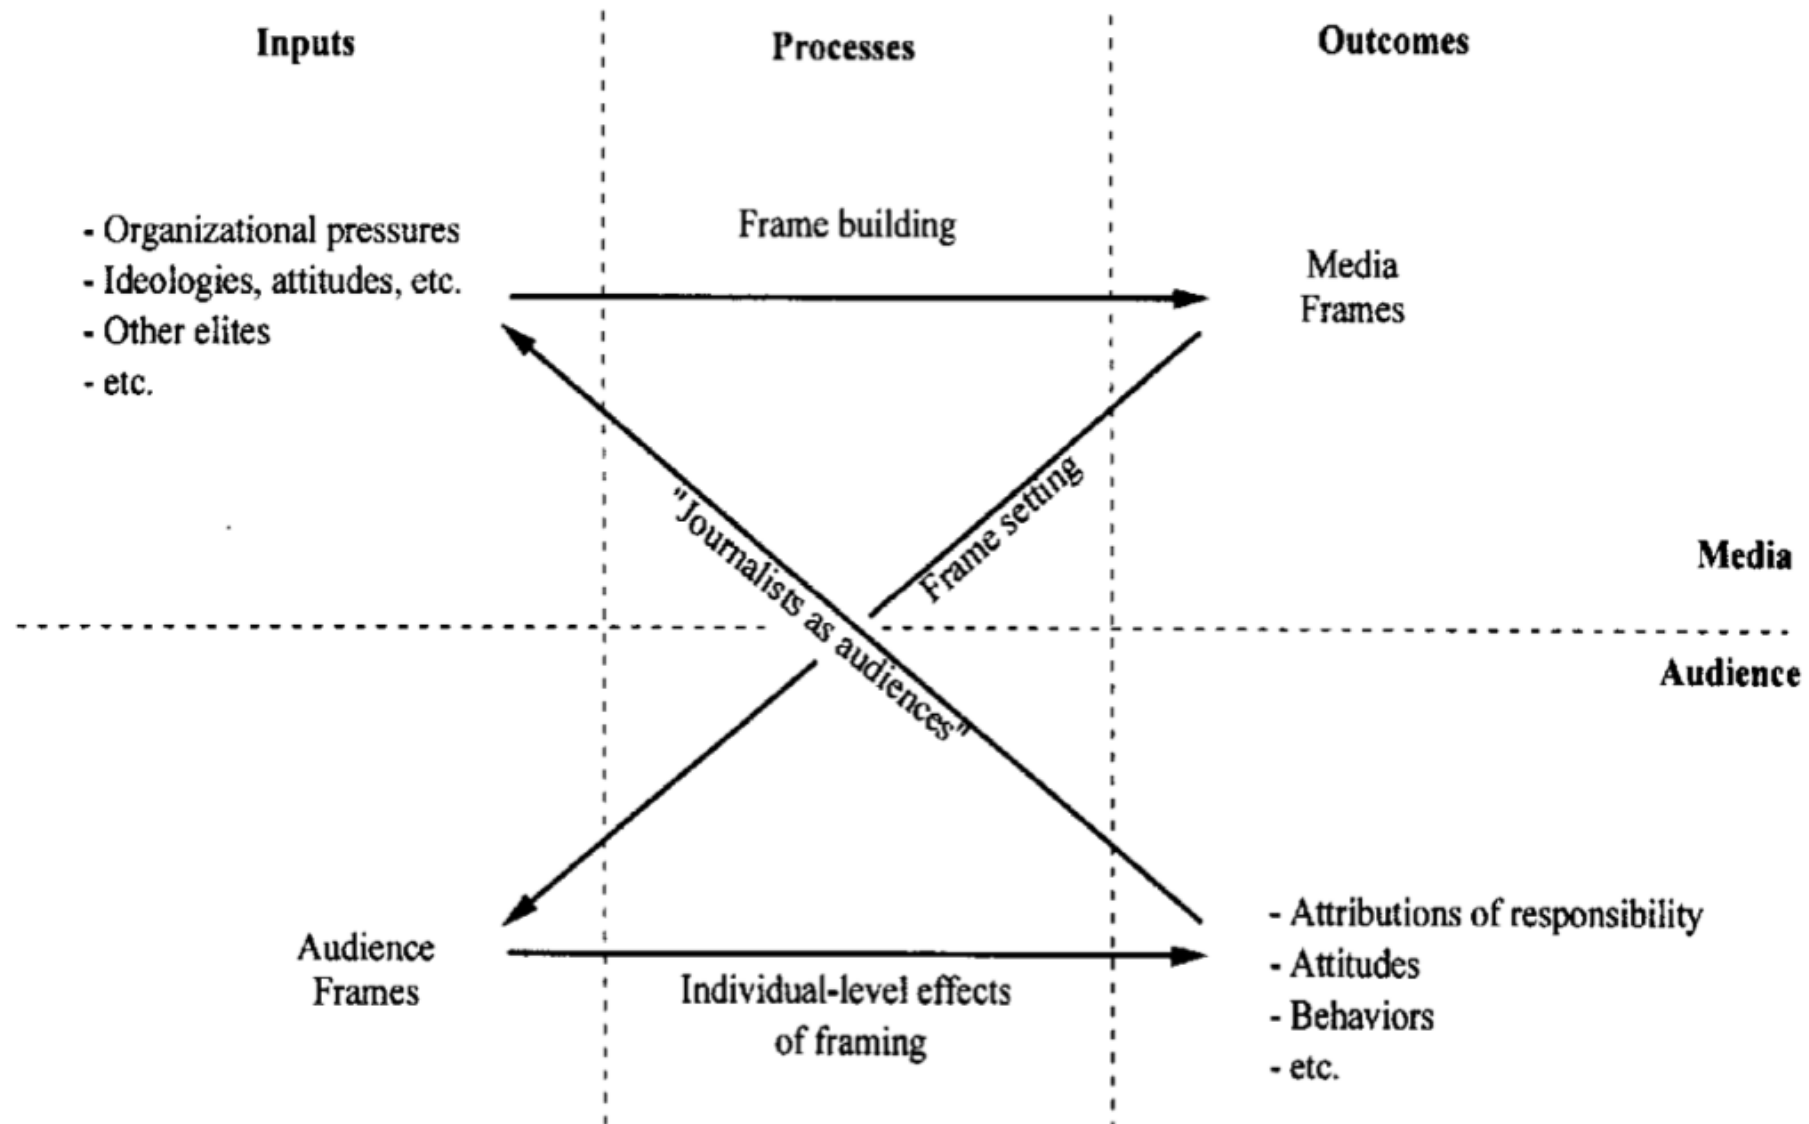 Inputs
Processes
Outcomes
- Organizational pressures
- Ideologies, attitudes, etc.
- Other elites
- etc.
Frame building
Media
Frames
"Journalists as audiences"
Frame setting
Media
Audience
Audience
Frames
Individual-level effects
of framing
- Attributions of responsibility
- Attitudes
- Behaviors
- etc.